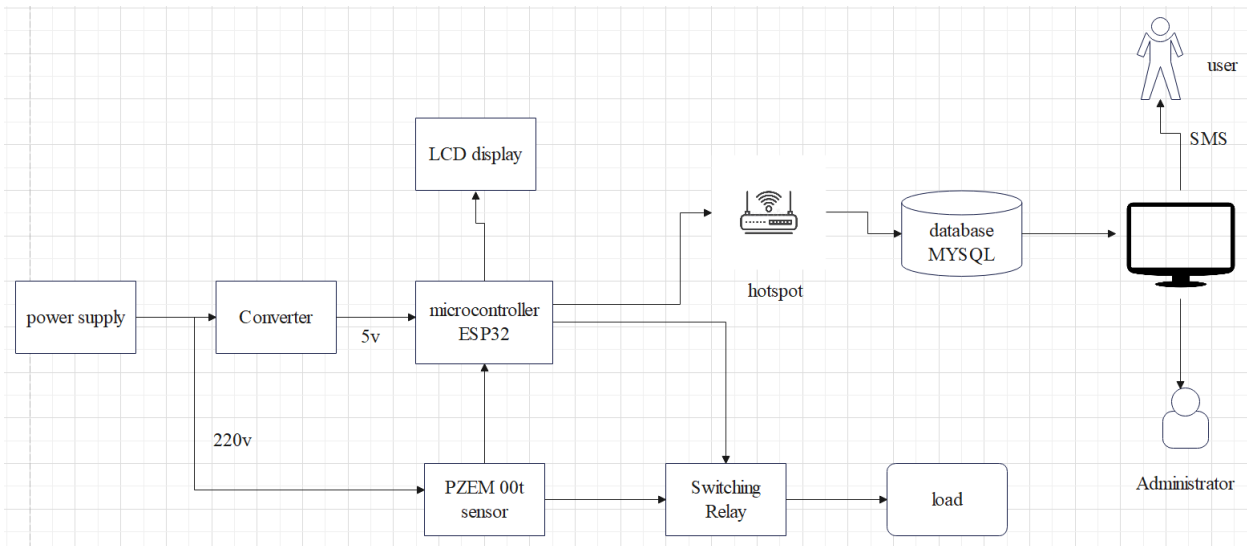 user
SMS
LCD display
database
MYSQL
hotspot
power supply
Converter
5v
microcontroller
ESP32
220v
PZEM 00t
sensor
Switching
Relay
load
Administrator